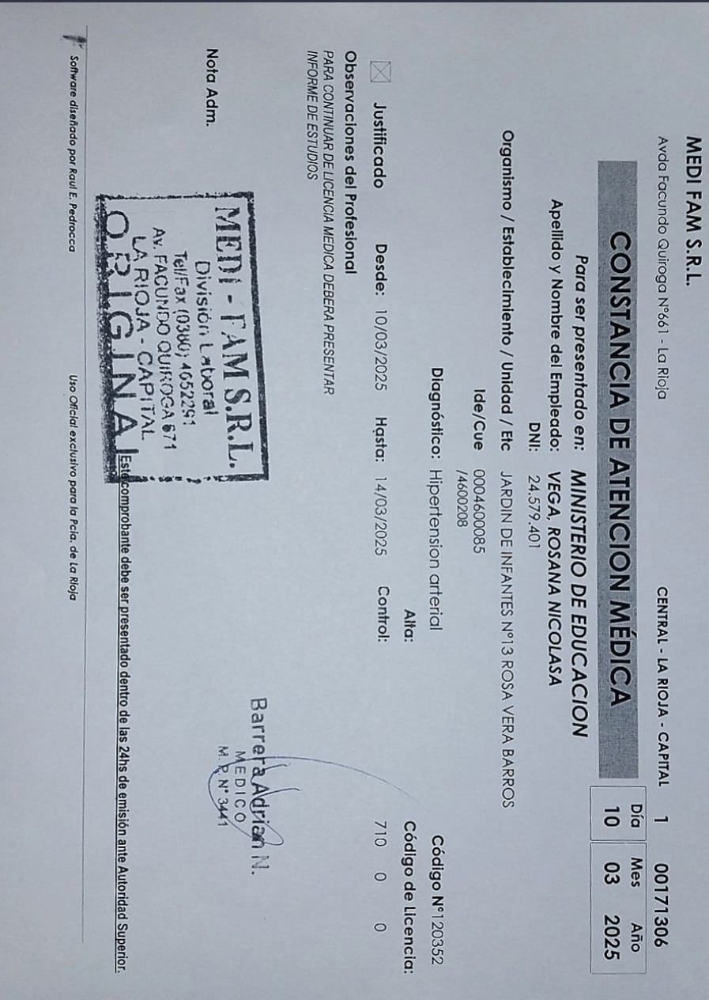 MEDI FAM S.R.L.
Avda Facundo Quiroga N°661 - La Rioja CENTRAL - LA RIOJA - CAPITAL 1 00171306
CONSTANCIA DE ATENCION MÉDICA
Día Mes Año
10 03 2025
Para ser presentado en: MINISTERIO DE EDUCACION
Apellido y Nombre del Empleado: VEGA, ROSANA NICOLASA
DNI: 24.579.401
Organismo / Establecimiento / Unidad / Etc JARDIN DE INFANTES N°13 ROSA VERA BARROS
Ide/Cue 0004600085
/4600208
Diagnóstico: Hipertension arterial Código N°120352
Alta: Código de Licencia:
Justificado Desde: 10/03/2025 Hasta: 14/03/2025 Control: 710 0 0
Observaciones del Profesional
PARA CONTINUAR DE LICENCIA MEDICA DEBERA PRESENTAR
INFORME DE ESTUDIOS
Barrera Adrian N.
MEDICO
M. P. N° 3441
Nota Adm.
MEDI - FAM S.R.L.
División Laboral
Tel/Fax (0380) 4652291
Av. FACUNDO QUIROGA 671
LA RIOJA - CAPITAL
ORIGINAL
Este comprobante debe ser presentado dentro de las 24hs de emisión ante Autoridad Superior.
Software diseñado por Raul E. Pedrocca Uso Oficial exclusivo para la Pcia. de La Rioja